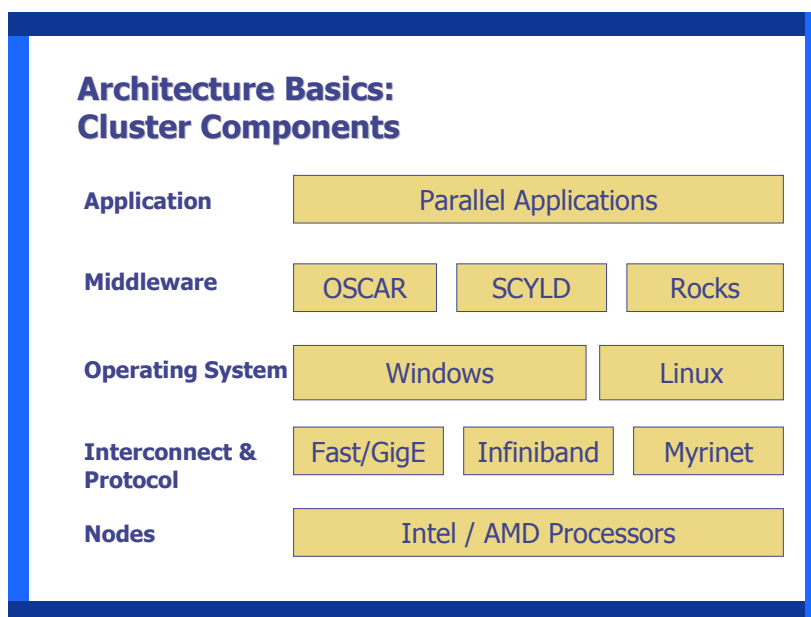 Architecture Basics:
Cluster Components
Application
Parallel Applications
Middleware
OSCAR
SCYLD
Rocks
Operating System
Windows
Linux
Interconnect &
Protocol
Fast/GigE
Infiniband
Myrinet
Nodes
Intel / AMD Processors